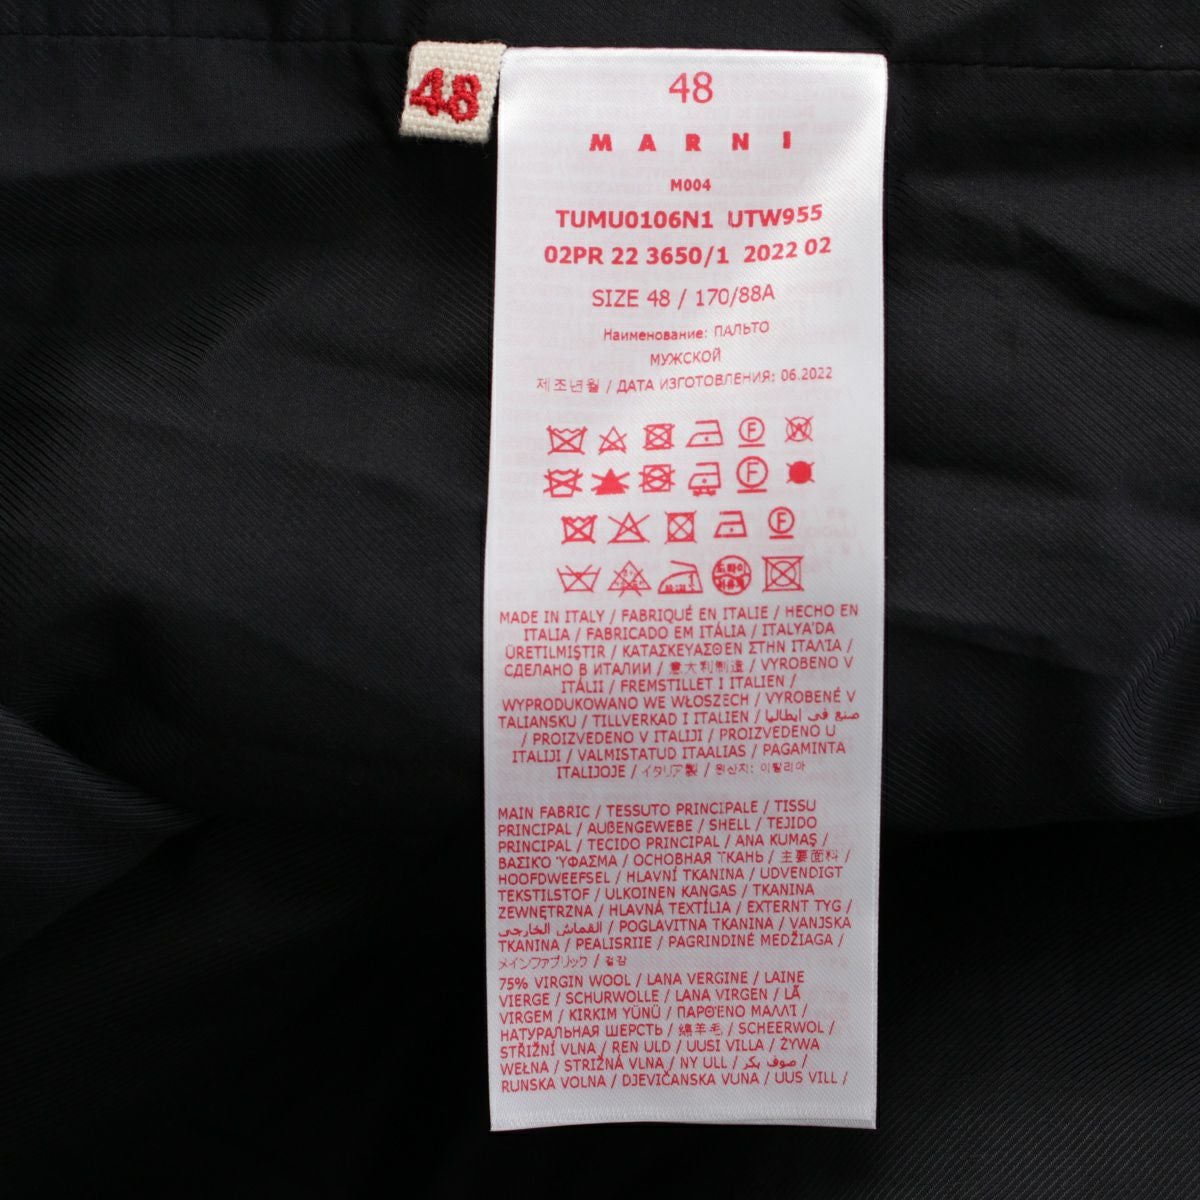 48
48
MARNI
M004
TUMU0106N1 UTW955
02PR 22 3650/1 2022 02
SIZE 48 / 170/88A
Наименование: ПАЛЬТО
МУЖСКОЙ
제조년월 / ДАТА ИЗГОТОВЛЕНИЯ: 06.2022
F W
F
F
드라이
MADE IN ITALY / FABRIQUÉ EN ITALIE / HECHO EN
ITALIA / FABRICADO EM ITÁLIA / ITALYA'DA
ÜRETILMIŞTIR / ΚΑΤΑΣΚΕΥΑΣΘΕΝ ΣΤΗΝ ΙΤΑΛΊΑ /
СДЕЛАНО В ИТАЛИИ / 意大利制造 / VYROBENO V
ITÁLII / FREMSTILLET I ITALIEN /
WYPRODUKOWANO WE WŁOSZECH / VYROBENÉ V
TALIANSKU / TILLVERKAD I ITALIEN / صنع في ايطاليا
/ PROIZVEDENO V ITALIJI / PROIZVEDENO U
ITALIJI / VALMISTATUD ITAALIAS / PAGAMINTA
ITALIJOJE / イタリア製 / 원산지: 이탈리아
MAIN FABRIC / TESSUTO PRINCIPALE / TISSU
PRINCIPAL / AUßENGEWEBE / SHELL / TEJIDO
PRINCIPAL / TECIDO PRINCIPAL / ANA KUMAŞ /
ΒΑΣΙΚΌ ΎΦΑΣΜΑ / ОСНОВНАЯ ТКАНЬ / 主要面料 /
HOOFDWEEFSEL / HLAVNÍ TKANINA / UDVENDIGT
TEKSTILSTOF / ULKOINEN KANGAS / TKANINA
ZEWNĘTRZNA / HLAVNÁ TEXTÍLIA / EXTERNT TYG /
القماش الخارجي / POGLAVITNA TKANINA / VANJSKA
TKANINA / PEALISRIIE / PAGRINDINĖ MEDŽIAGA /
メインファブリック / 겉감
75% VIRGIN WOOL / LANA VERGINE / LAINE
VIERGE / SCHURWOLLE / LANA VIRGEN / LÃ
VIRGEM / KIRKIM YÜNÜ / ΠΑΡΘΈΝΟ ΜΑΛΛΊ /
НАТУРАЛЬНАЯ ШЕРСТЬ / 绵羊毛 / SCHEERWOL /
STŘIŽNÍ VLNA / REN ULD / UUSI VILLA / ŻYWA
WEŁNA / STRIŽNÁ VLNA / NY ULL / صوف بكر /
RUNSKA VOLNA / DJEVIČANSKA VUNA / UUS VILL /